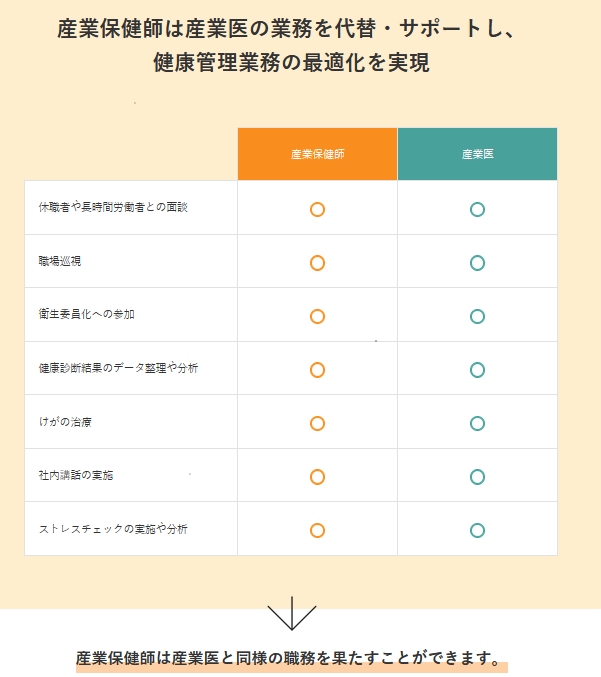 産業保健師は産業医の業務を代替・サポートし、
健康管理業務の最適化を実現
産業保健師 産業医
休職者や長時間労働者との面談
職場巡視
衛生委員化への参加
健康診断結果のデータ整理や分析
けがの治療
社内講話の実施
ストレスチェックの実施や分析
産業保健師は産業医と同様の職務を果たすことができます。